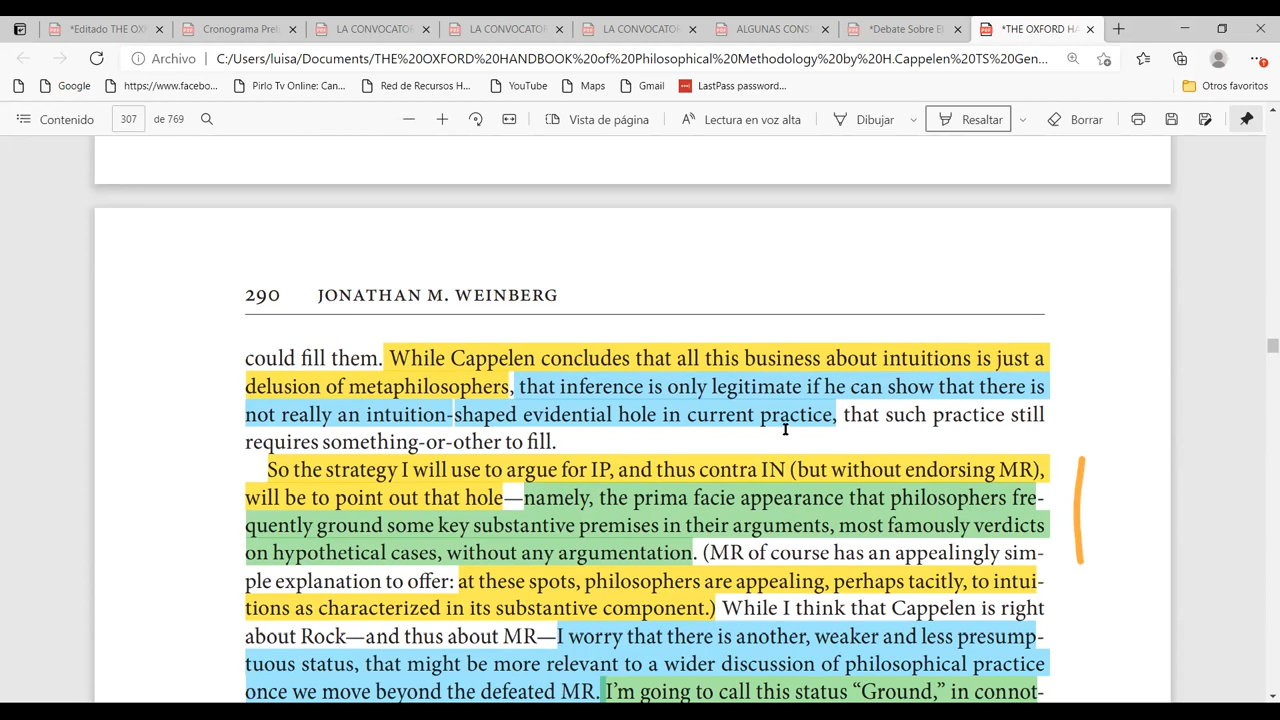 *Editado THE OX
Cronograma Prel
LA CONVOCATOR
LA CONVOCATOR
LA CONVOCATOR
ALGUNAS CONS
*Debate Sobre El
*THE OXFORD HA
Archivo
C:/Users/luisa/Documents/THE%20OXFORD%20HANDBOOK%20of%20Philosophical%20Methodology%20by%20H.Cappelen%20TS%20Gen...
Google
https://www.facebo...
Pirlo Tv Online: Can...
Red de Recursos H...
YouTube
Maps
Gmail
LastPass password...
Otros favoritos
Contenido
307
de 769
Vista de página
Lectura en voz alta
Dibujar
Resaltar
Borrar
290 JONATHAN M. WEINBERG
could fill them. While Cappelen concludes that all this business about intuitions is just a
delusion of metaphilosophers, that inference is only legitimate if he can show that there is
not really an intuition-shaped evidential hole in current practice, that such practice still
requires something-or-other to fill.
So the strategy I will use to argue for IP, and thus contra IN (but without endorsing MR),
will be to point out that hole—namely, the prima facie appearance that philosophers fre-
quently ground some key substantive premises in their arguments, most famously verdicts
on hypothetical cases, without any argumentation. (MR of course has an appealingly sim-
ple explanation to offer: at these spots, philosophers are appealing, perhaps tacitly, to intui-
tions as characterized in its substantive component.) While I think that Cappelen is right
about Rock—and thus about MR—I worry that there is another, weaker and less presump-
tuous status, that might be more relevant to a wider discussion of philosophical practice
once we move beyond the defeated MR. I'm going to call this status “Ground,” in connot-